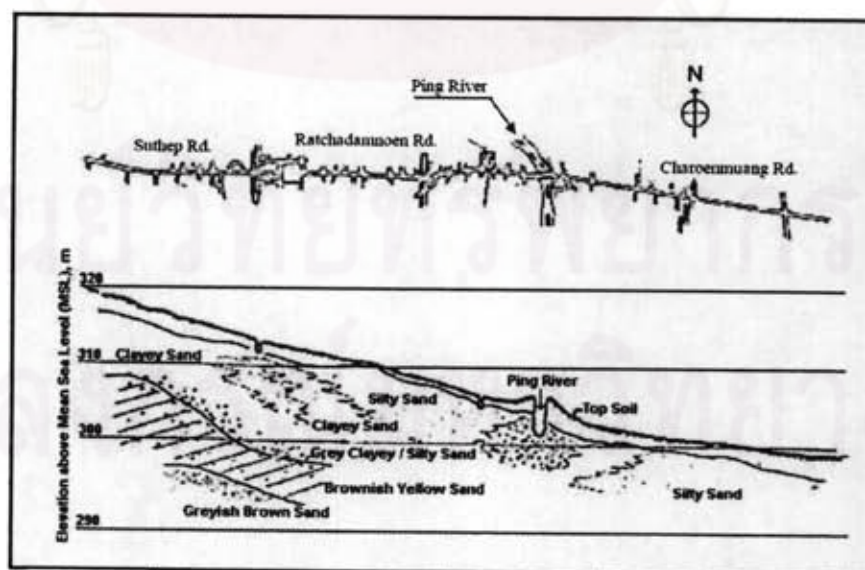 N
Ping River
Suthep Rd.
Ratchadamnoen Rd.
Charoenmuang Rd.
Elevation above Mean Sea Level (MSL), m
320
310
300
290
Clayey Sand
Clayey Sand
Silty Sand
Ping River
Top Soil
Grey Clayey / Silty Sand
Brownish Yellow Sand
Greyish Brown Sand
Silty Sand